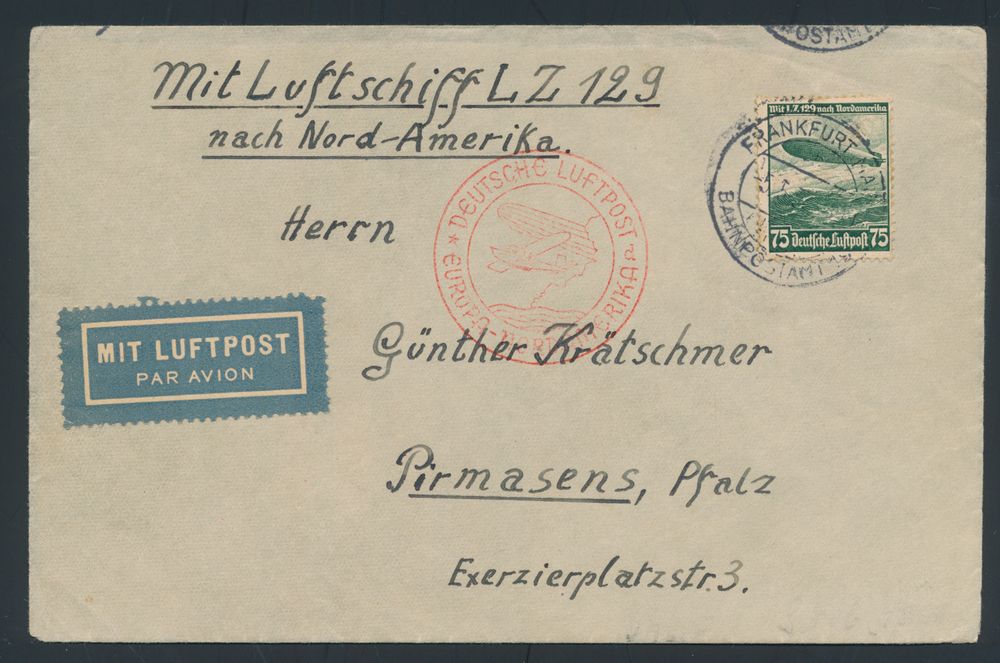 POSTAMT
Mit Luftschiff LZ 129
nach Nord-Amerika.
Mit L.Z. 129 nach Nordamerika
75 Deutsche Luftpost 75
FRANKFURT
BAHNPOSTAMT
DEUTSCHE LUFTPOST
* EUROPA-NORDAMERIKA
Herrn
MIT LUFTPOST
PAR AVION
Günther Krätschmer
Pirmasens, Pfalz
Exerzierplatzstr. 3.